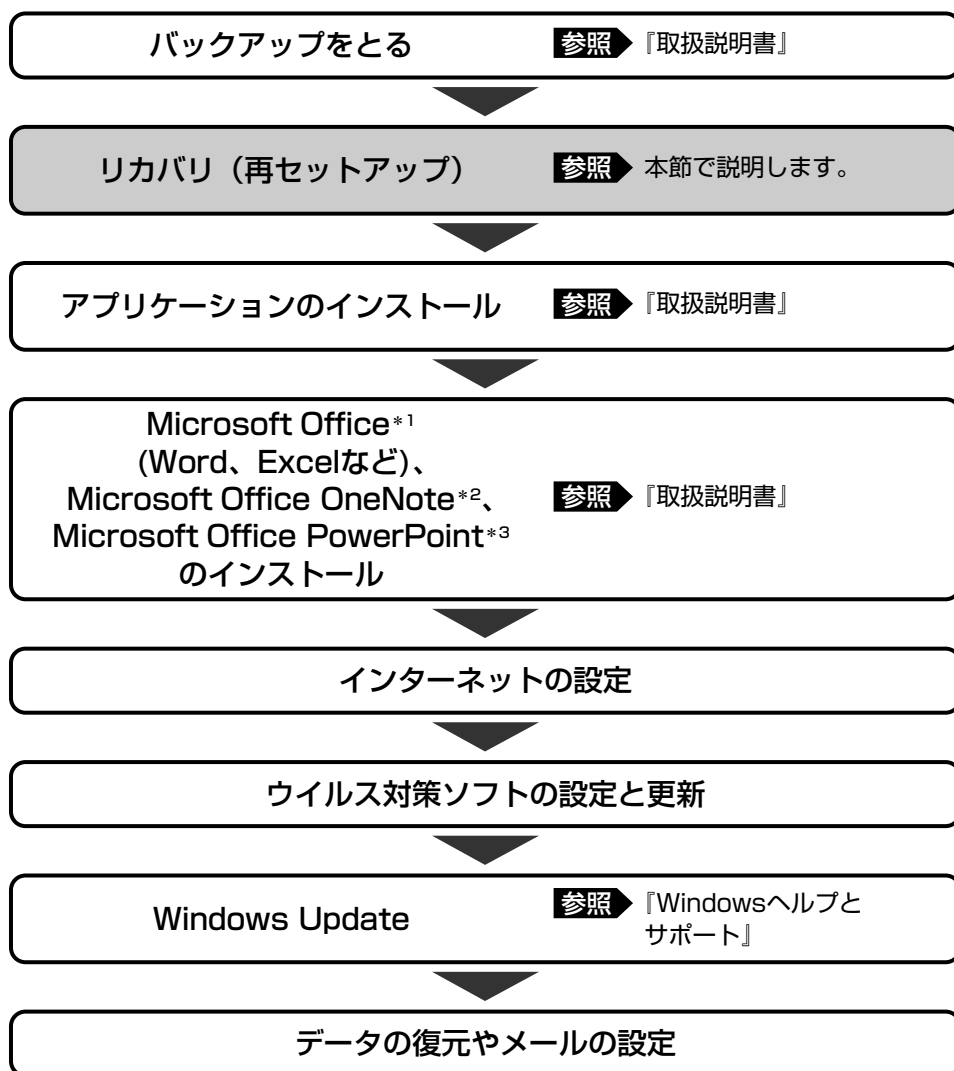 バックアップをとる 参照 『取扱説明書』
リカバリ（再セットアップ） 参照 本節で説明します。
アプリケーションのインストール 参照 『取扱説明書』
Microsoft Office*1
(Word、Excelなど)、
Microsoft Office OneNote*2、
参照 『取扱説明書』
Microsoft Office PowerPoint*3
のインストール
インターネットの設定
ウイルス対策ソフトの設定と更新
Windows Update
参照 『Windowsヘルプと
サポート』
データの復元やメールの設定